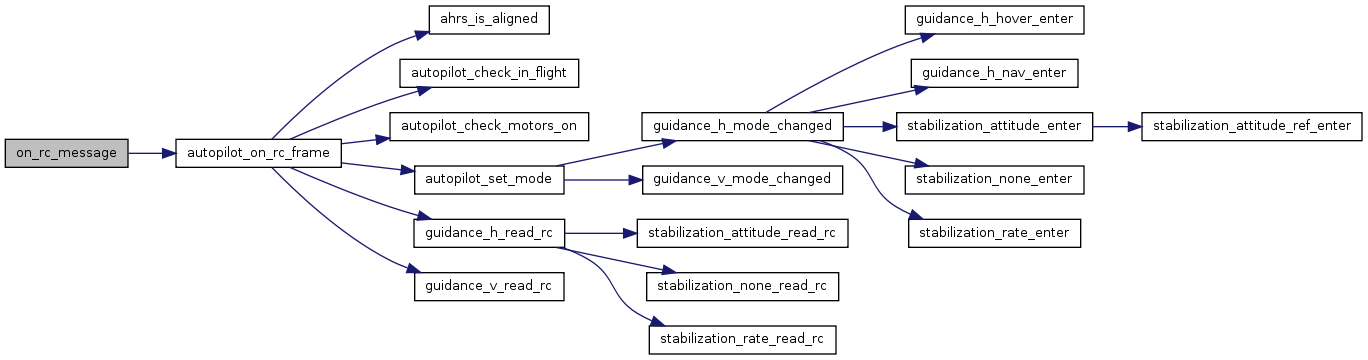 on_rc_message
autopilot_on_rc_frame
ahrs_is_aligned
autopilot_check_in_flight
autopilot_check_motors_on
autopilot_set_mode
guidance_h_read_rc
guidance_v_read_rc
guidance_h_mode_changed
guidance_v_mode_changed
stabilization_attitude_read_rc
stabilization_none_read_rc
stabilization_rate_read_rc
guidance_h_hover_enter
guidance_h_nav_enter
stabilization_attitude_enter
stabilization_none_enter
stabilization_rate_enter
stabilization_attitude_ref_enter